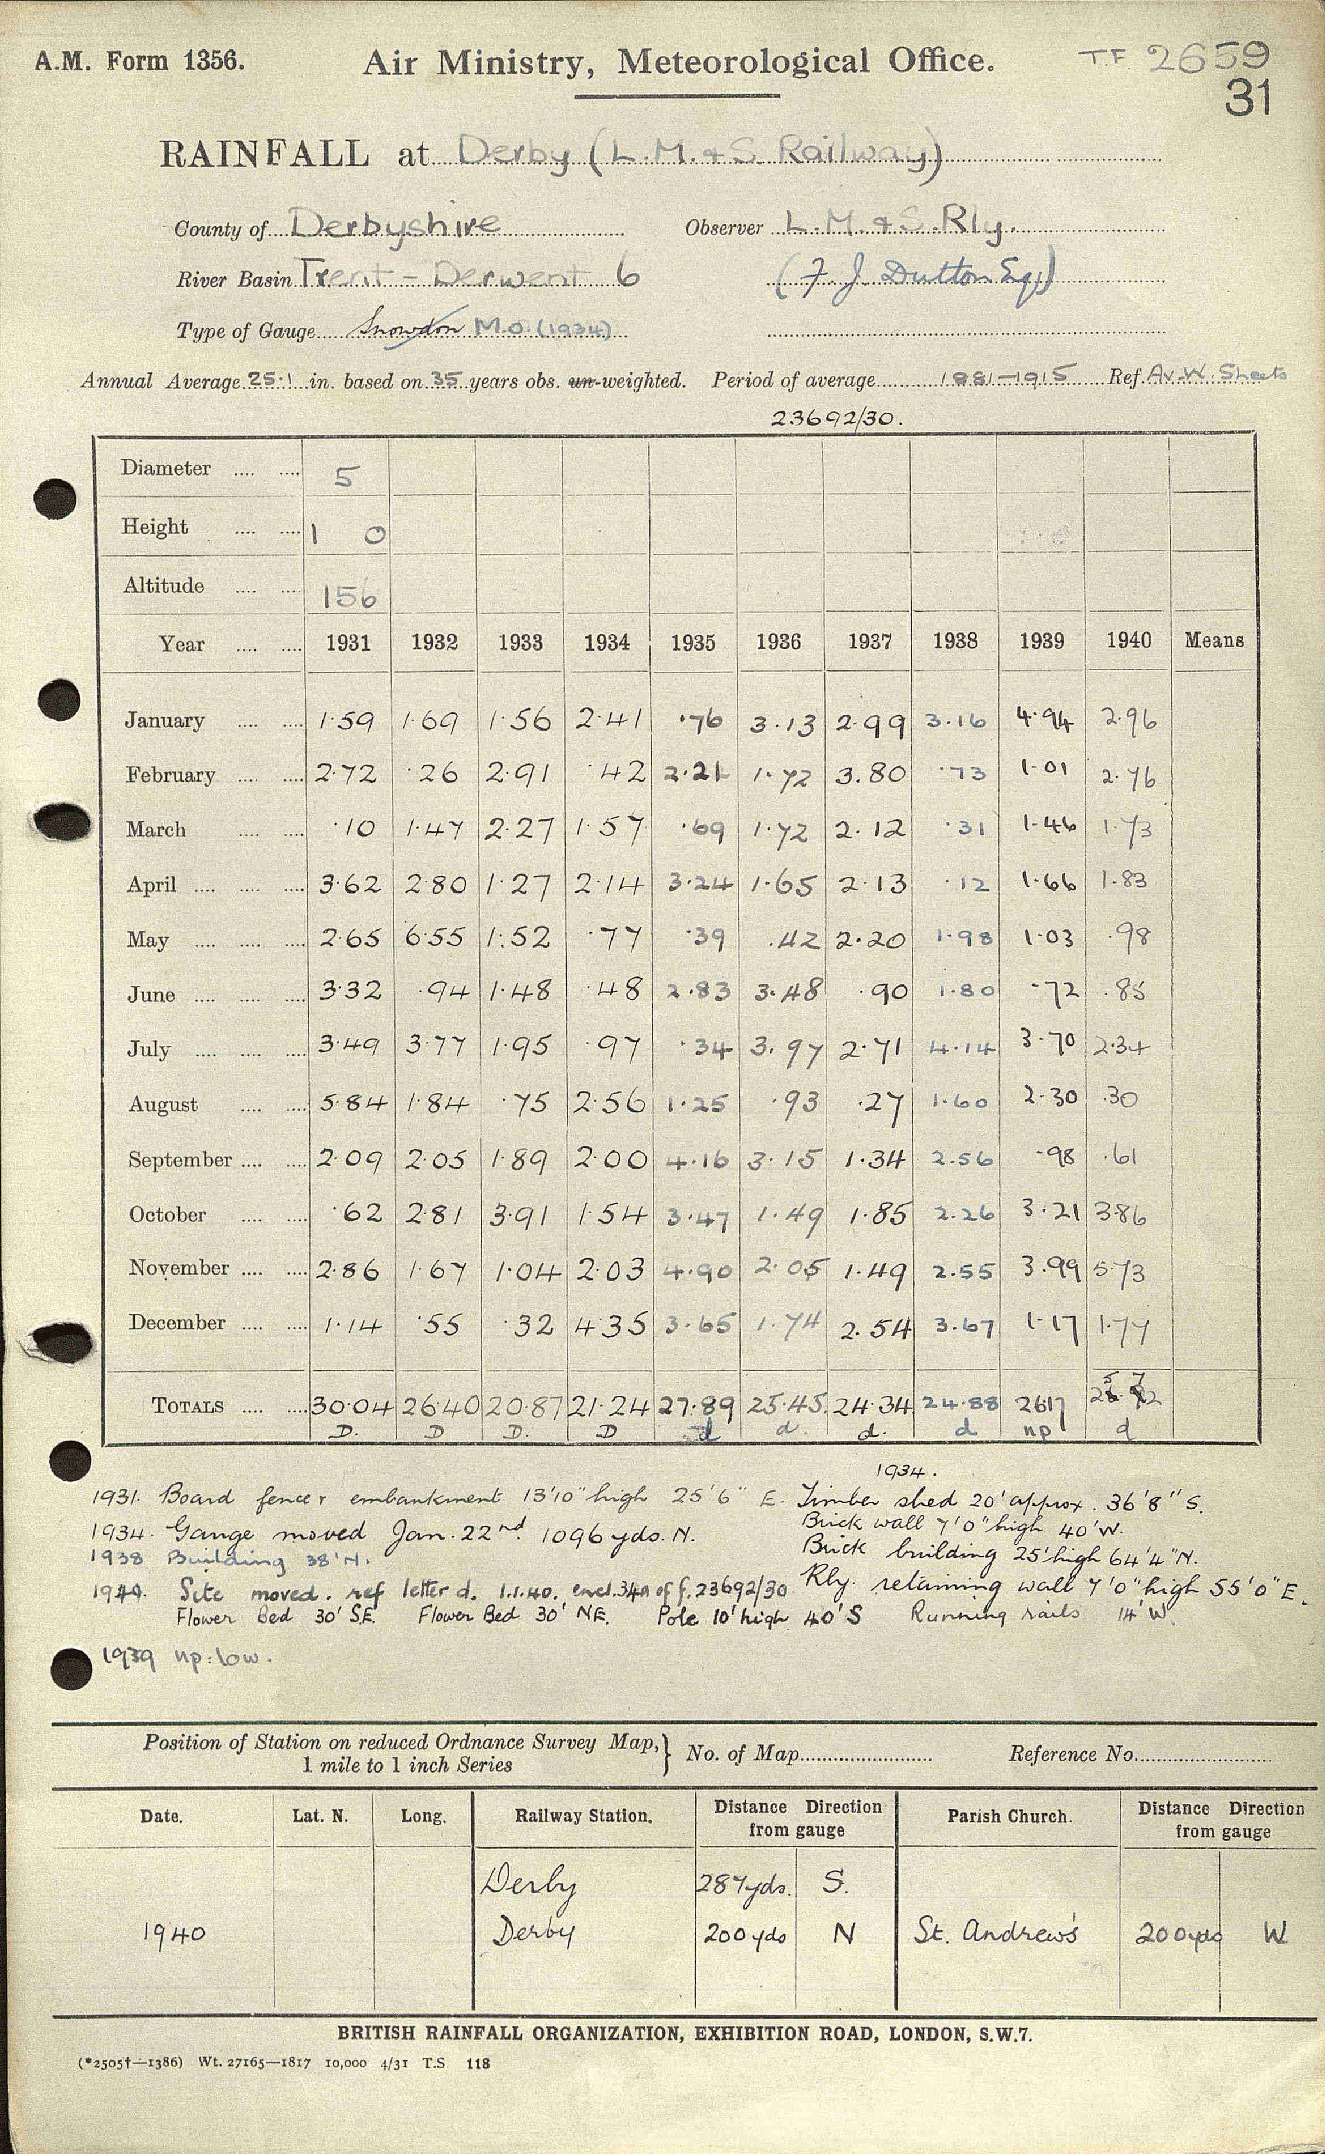 A.M. Form 1356.
Air Ministry, Meteorological Office.
T.F. 2659
31
RAINFALL at Derby (L.M. & S. Railway)
County of Derbyshire Observer L.M. & S. Rly.
River Basin Trent - Derwent 6 (F. J. Dutton Esq.)
Type of Gauge Snowdon M.O. (1934)
Annual Average 25.1 in. based on 35 years obs. un-weighted. Period of average 1881-1915 Ref. Av. W. Sheets
23692/30.
Diameter .... .... 5
Height .... .... 1 0
Altitude .... .... 156
Year .... .... 1931 1932 1933 1934 1935 1936 1937 1938 1939 1940 Means
January .... .... 1.59 1.69 1.56 2.41 .76 3.13 2.99 3.16 4.94 2.96
February .... .... 2.72 .26 2.91 .42 2.21 1.72 3.80 .73 1.01 2.76
March .... .... .10 1.47 2.27 1.57 .69 1.72 2.12 .31 1.46 1.73
April .... .... .... 3.62 2.80 1.27 2.14 3.24 1.65 2.13 .12 1.66 1.83
May .... .... .... 2.65 6.55 1.52 .77 .39 .42 2.20 1.98 1.03 .98
June .... .... .... 3.32 .94 1.48 .48 2.83 3.48 .90 1.80 .72 .85
July .... .... .... 3.49 3.77 1.95 .97 .34 3.97 2.71 4.14 3.70 2.34
August .... .... 5.84 1.84 .75 2.56 1.25 .93 .27 1.60 2.30 .30
September .... .... 2.09 2.05 1.89 2.00 4.16 3.15 1.34 2.56 .98 .61
October .... .... .62 2.81 3.91 1.54 3.47 1.49 1.85 2.26 3.21 3.86
November .... .... 2.86 1.67 1.04 2.03 4.90 2.05 1.49 2.55 3.99 5.73
December .... .... 1.14 .55 .32 4.35 3.65 1.74 2.54 3.67 1.17 1.77
5 7
TOTALS .... .... 30.04 26.40 20.87 21.24 27.89 25.45 24.34 24.88 26.17
D. D D. D d d. d. d np d
1934.
1931. Board fence & embankment 13'10" high 25'6" E. Timber shed 20' approx. 36'8" S.
Brick wall 7'0" high 40' W.
1934. Gauge moved Jan. 22nd 1096 yds. N.
Brick building 25' high 64'4" N.
1938 Building 38' N.
Rly. retaining wall 7'0" high 55'0" E.
1940. Site moved. ref letter d. 1.1.40. encl. 34a of f. 23692/30
Flower Bed 30' SE. Flower Bed 30' NE. Pole 10' high 40' S Running rails 14' W.
1939 np: low.
Position of Station on reduced Ordnance Survey Map, 1 mile to 1 inch Series } No. of Map Reference No.
Date. Lat. N. Long. Railway Station. Distance Direction from gauge Parish Church. Distance Direction from gauge
Derby 287 yds. S.
1940 Derby 200 yds N St. Andrew's 200 yds W
BRITISH RAINFALL ORGANIZATION, EXHIBITION ROAD, LONDON, S.W.7.
(*2505†—1386) Wt. 27165—1817 10,000 4/31 T.S 118